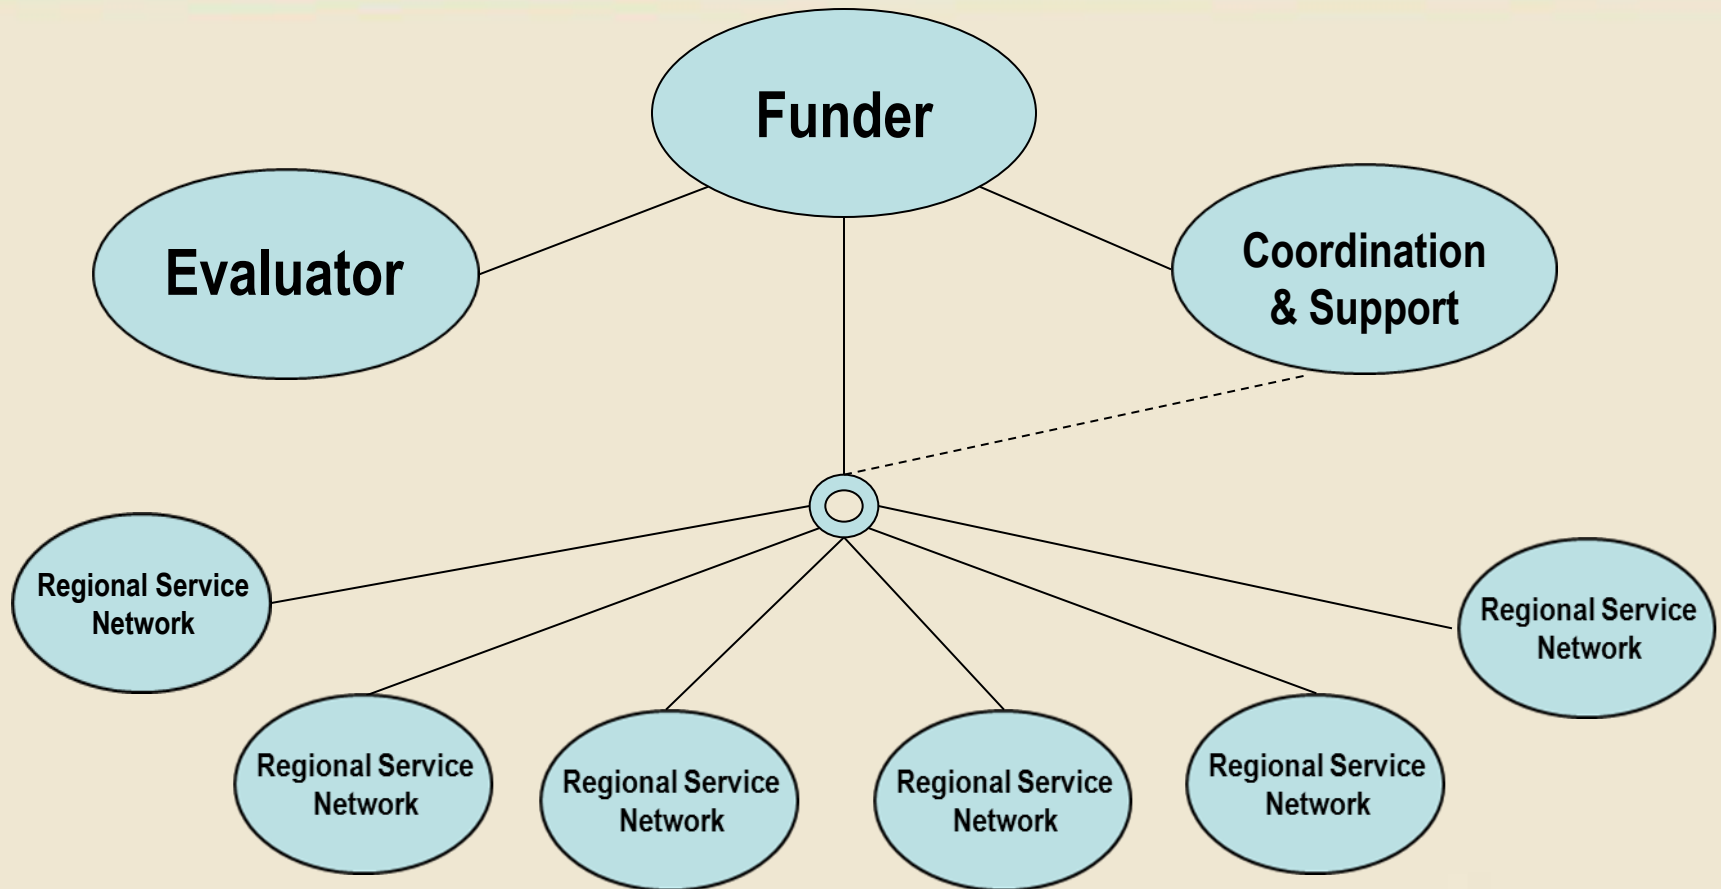 Funder
Evaluator
Coordination
& Support
Regional Service
Network
Regional Service
Network
Regional Service
Network
Regional Service
Network
Regional Service
Network
Regional Service
Network